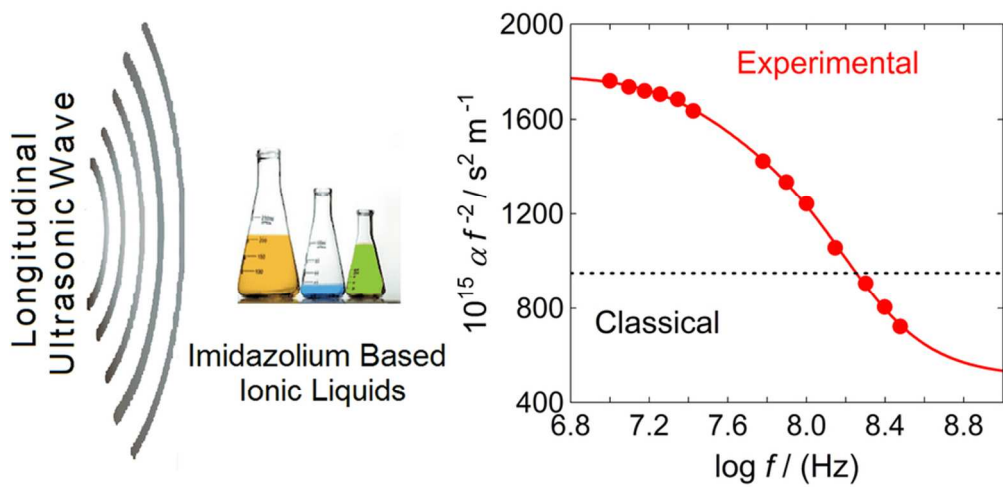 Longitudinal
Ultrasonic Wave
Imidazolium Based
Ionic Liquids
10¹⁵ α f⁻² / s² m⁻¹
2000
1600
1200
800
400
Experimental
Classical
6.8 7.2 7.6 8.0 8.4 8.8
log f / (Hz)